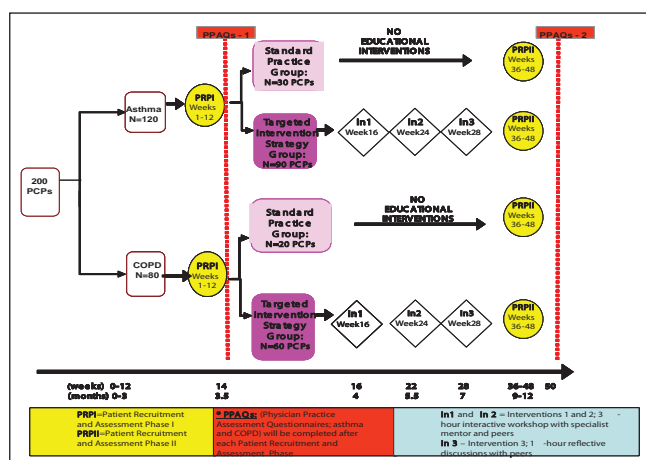 PPAQs - 1
PPAQs - 2
Standard
Practice
Group:
N=30 PCPs
NO
EDUCATIONAL
INTERVENTIONS
PRPII
Weeks
36-48
Asthma
N=120
PRPI
Weeks
1-12
Targeted
Intervention
Strategy
Group:
N=90 PCPs
In1
Week16
In2
Week24
In3
Week28
PRPII
Weeks
36-48
200
PCPs
Standard
Practice
Group:
N=20 PCPs
NO
EDUCATIONAL
INTERVENTIONS
PRPII
Weeks
36-48
COPD
N=80
PRPI
Weeks
1-12
Targeted
Intervention
Strategy
Group:
N=60 PCPs
In1
Week16
In2
Week24
In3
Week28
PRPII
Weeks
36-48
(weeks) 0-12 14 16 22 28 36-48 50
(months) 0-3 3.5 4 5.5 7 9-12
PRPI=Patient Recruitment
and Assessment Phase I
PRPII=Patient Recruitment
and Assessment Phase II
* PPAQs: (Physician Practice
Assessment Questionnaires; asthma
and COPD) will be completed after
each Patient Recruitment and
Assessment. Phase
In1 and In 2 = Interventions 1 and 2; 3 -
hour interactive workshop with specialist
mentor and peers
In 3 – Intervention 3; 1 -hour reflective
discussions with peers